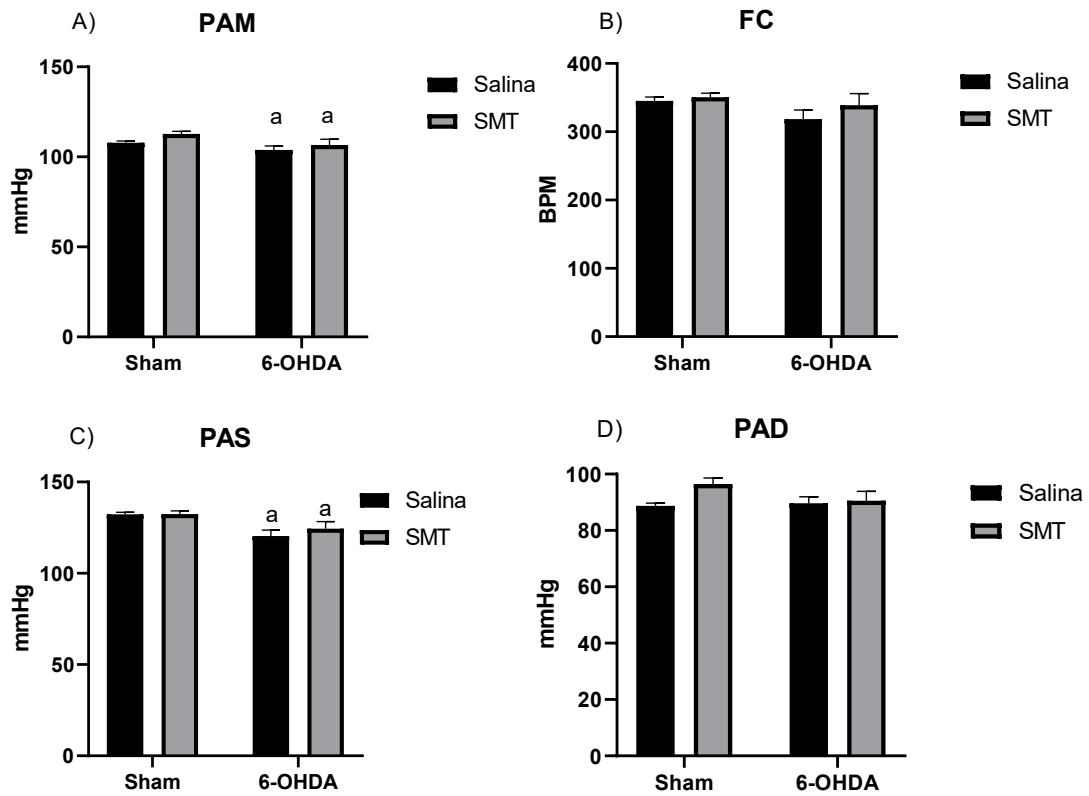 A) PAM
150
100
50
0
mmHg
a a
Sham 6-OHDA
Salina
SMT
B) FC
400
300
200
100
0
BPM
Sham 6-OHDA
Salina
SMT
C) PAS
150
100
50
0
mmHg
a a
Sham 6-OHDA
Salina
SMT
D) PAD
100
80
60
40
20
0
mmHg
Sham 6-OHDA
Salina
SMT